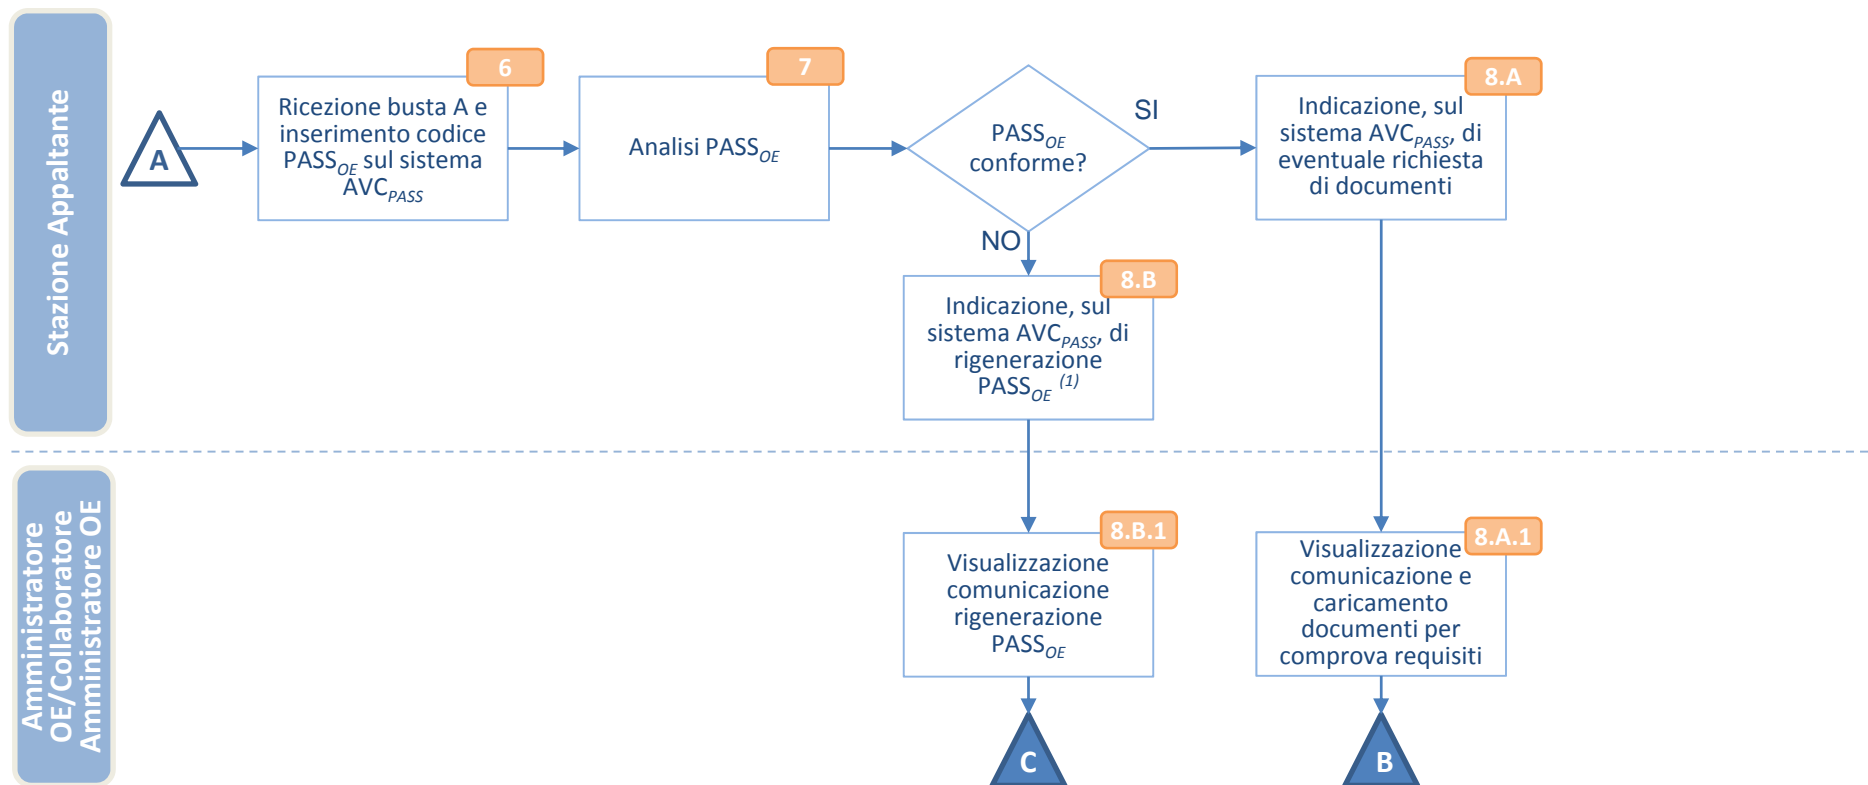 Stazione Appaltante
A
6
Ricezione busta A e
inserimento codice
PASSOE sul sistema
AVCPASS
7
Analisi PASSOE
PASSOE
conforme?
SI
NO
8.A
Indicazione, sul
sistema AVCPASS, di
eventuale richiesta
di documenti
8.B
Indicazione, sul
sistema AVCPASS, di
rigenerazione
PASSOE (1)
Amministratore
OE/Collaboratore
Amministratore OE
8.B.1
Visualizzazione
comunicazione
rigenerazione
PASSOE
8.A.1
Visualizzazione
comunicazione e
caricamento
documenti per
comprova requisiti
C
B